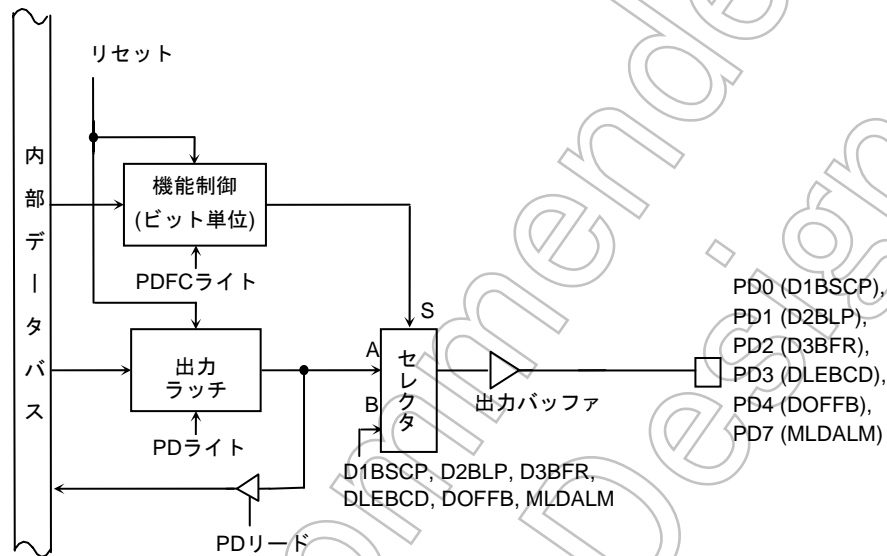 リセット
内部データバス
機能制御
(ビット単位)
PDFCライト
出力
ラッチ
PDライト
S
A
B
セレクタ
出力バッファ
D1BSCP, D2BLP, D3BFR,
DLEBCD, DOFFB, MLDALM
PDリード
PD0 (D1BSCP),
PD1 (D2BLP),
PD2 (D3BFR),
PD3 (DLEBCD),
PD4 (DOFFB),
PD7 (MLDALM)
ommende
Design